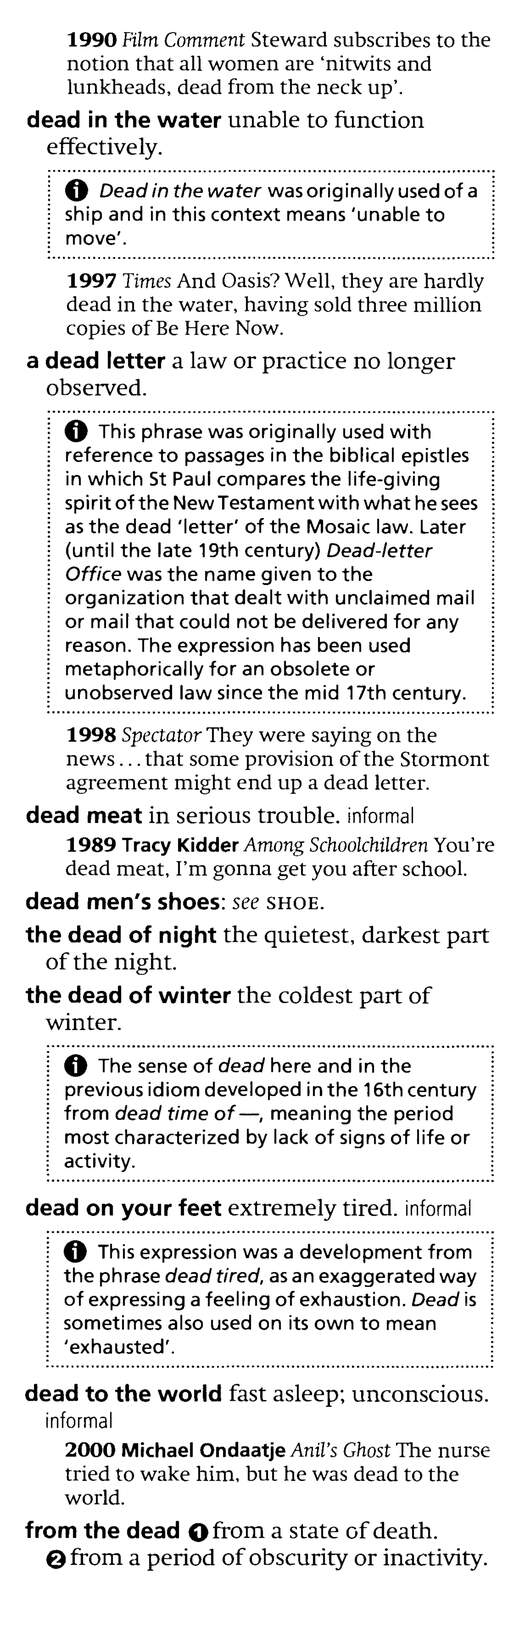 1990 Film Comment Steward subscribes to the
notion that all women are ‘nitwits and
lunkheads, dead from the neck up’.
dead in the water unable to function
effectively.
ℹ Dead in the water was originally used of a
ship and in this context means ‘unable to
move’.
1997 Times And Oasis? Well, they are hardly
dead in the water, having sold three million
copies of Be Here Now.
a dead letter a law or practice no longer
observed.
ℹ This phrase was originally used with
reference to passages in the biblical epistles
in which St Paul compares the life-giving
spirit of the New Testament with what he sees
as the dead ‘letter’ of the Mosaic law. Later
(until the late 19th century) Dead-letter
Office was the name given to the
organization that dealt with unclaimed mail
or mail that could not be delivered for any
reason. The expression has been used
metaphorically for an obsolete or
unobserved law since the mid 17th century.
1998 Spectator They were saying on the
news ... that some provision of the Stormont
agreement might end up a dead letter.
dead meat in serious trouble. informal
1989 Tracy Kidder Among Schoolchildren You’re
dead meat, I’m gonna get you after school.
dead men’s shoes: see SHOE.
the dead of night the quietest, darkest part
of the night.
the dead of winter the coldest part of
winter.
ℹ The sense of dead here and in the
previous idiom developed in the 16th century
from dead time of —, meaning the period
most characterized by lack of signs of life or
activity.
dead on your feet extremely tired. informal
ℹ This expression was a development from
the phrase dead tired, as an exaggerated way
of expressing a feeling of exhaustion. Dead is
sometimes also used on its own to mean
‘exhausted’.
dead to the world fast asleep; unconscious.
informal
2000 Michael Ondaatje Anil’s Ghost The nurse
tried to wake him, but he was dead to the
world.
from the dead ❶ from a state of death.
❷ from a period of obscurity or inactivity.